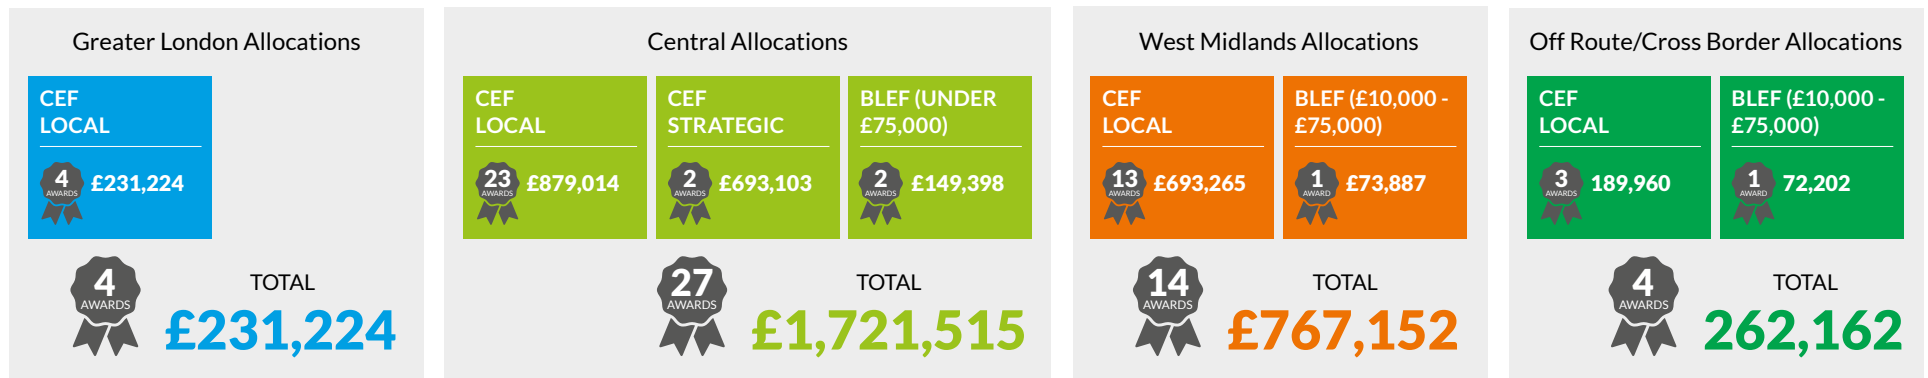 Greater London Allocations
CEF
LOCAL
4
AWARDS
£231,224
4
AWARDS
TOTAL
£231,224
Central Allocations
CEF
LOCAL
23
AWARDS
£879,014
CEF
STRATEGIC
2
AWARDS
£693,103
BLEF (UNDER
£75,000)
2
AWARDS
£149,398
27
AWARDS
TOTAL
£1,721,515
West Midlands Allocations
CEF
LOCAL
13
AWARDS
£693,265
BLEF (£10,000 -
£75,000)
1
AWARDS
£73,887
14
AWARDS
TOTAL
£767,152
Off Route/Cross Border Allocations
CEF
LOCAL
3
AWARDS
189,960
BLEF (£10,000 -
£75,000)
1
AWARD
72,202
4
AWARDS
TOTAL
262,162